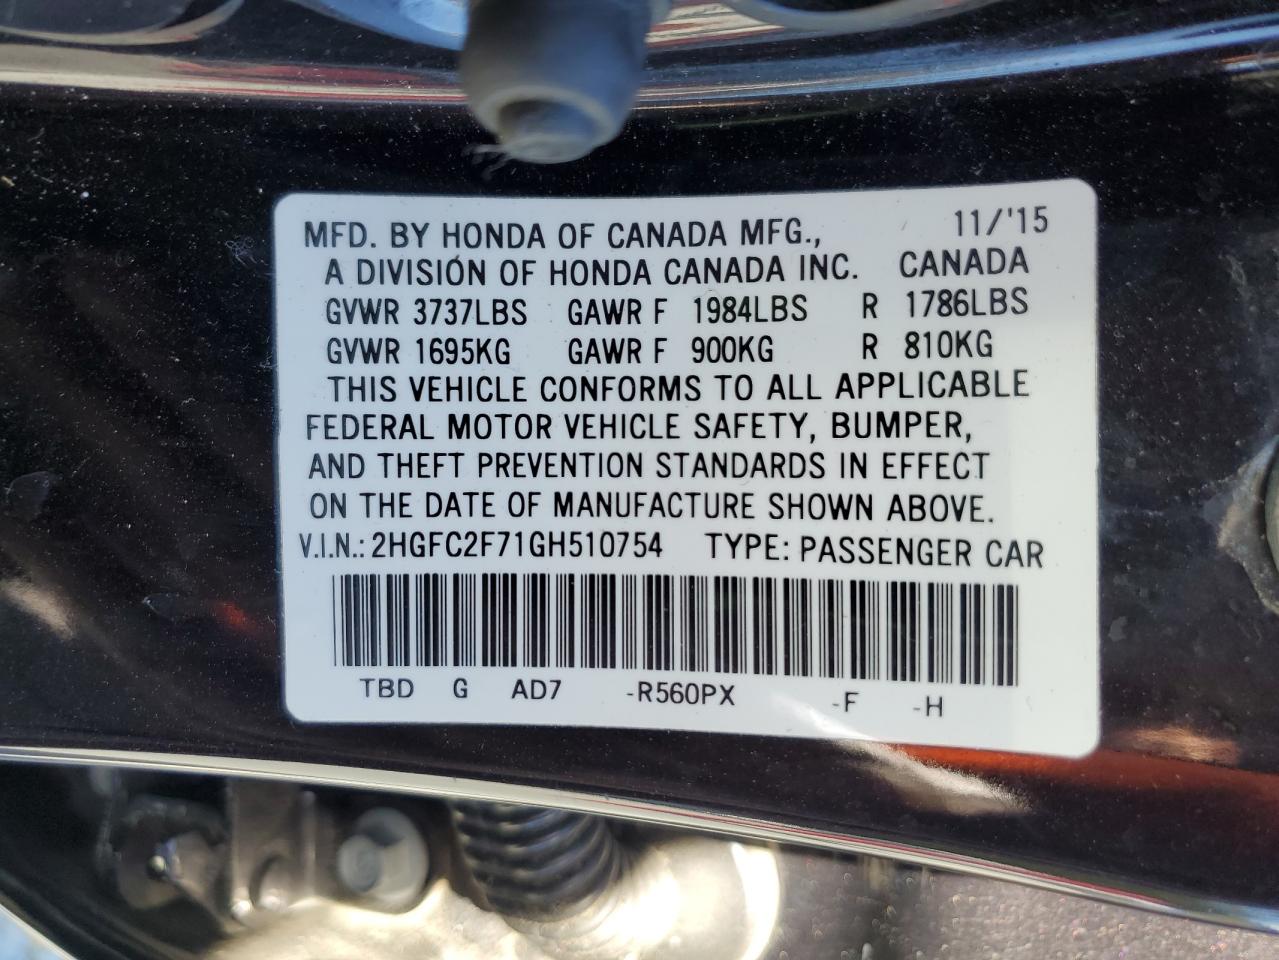 MFD. BY HONDA OF CANADA MFG., 11/'15
A DIVISION OF HONDA CANADA INC. CANADA
GVWR 3737LBS GAWR F 1984LBS R 1786LBS
GVWR 1695KG GAWR F 900KG R 810KG
THIS VEHICLE CONFORMS TO ALL APPLICABLE
FEDERAL MOTOR VEHICLE SAFETY, BUMPER,
AND THEFT PREVENTION STANDARDS IN EFFECT
ON THE DATE OF MANUFACTURE SHOWN ABOVE.
V.I.N.: 2HGFC2F71GH510754 TYPE: PASSENGER CAR
TBD G AD7 -R560PX -F -H